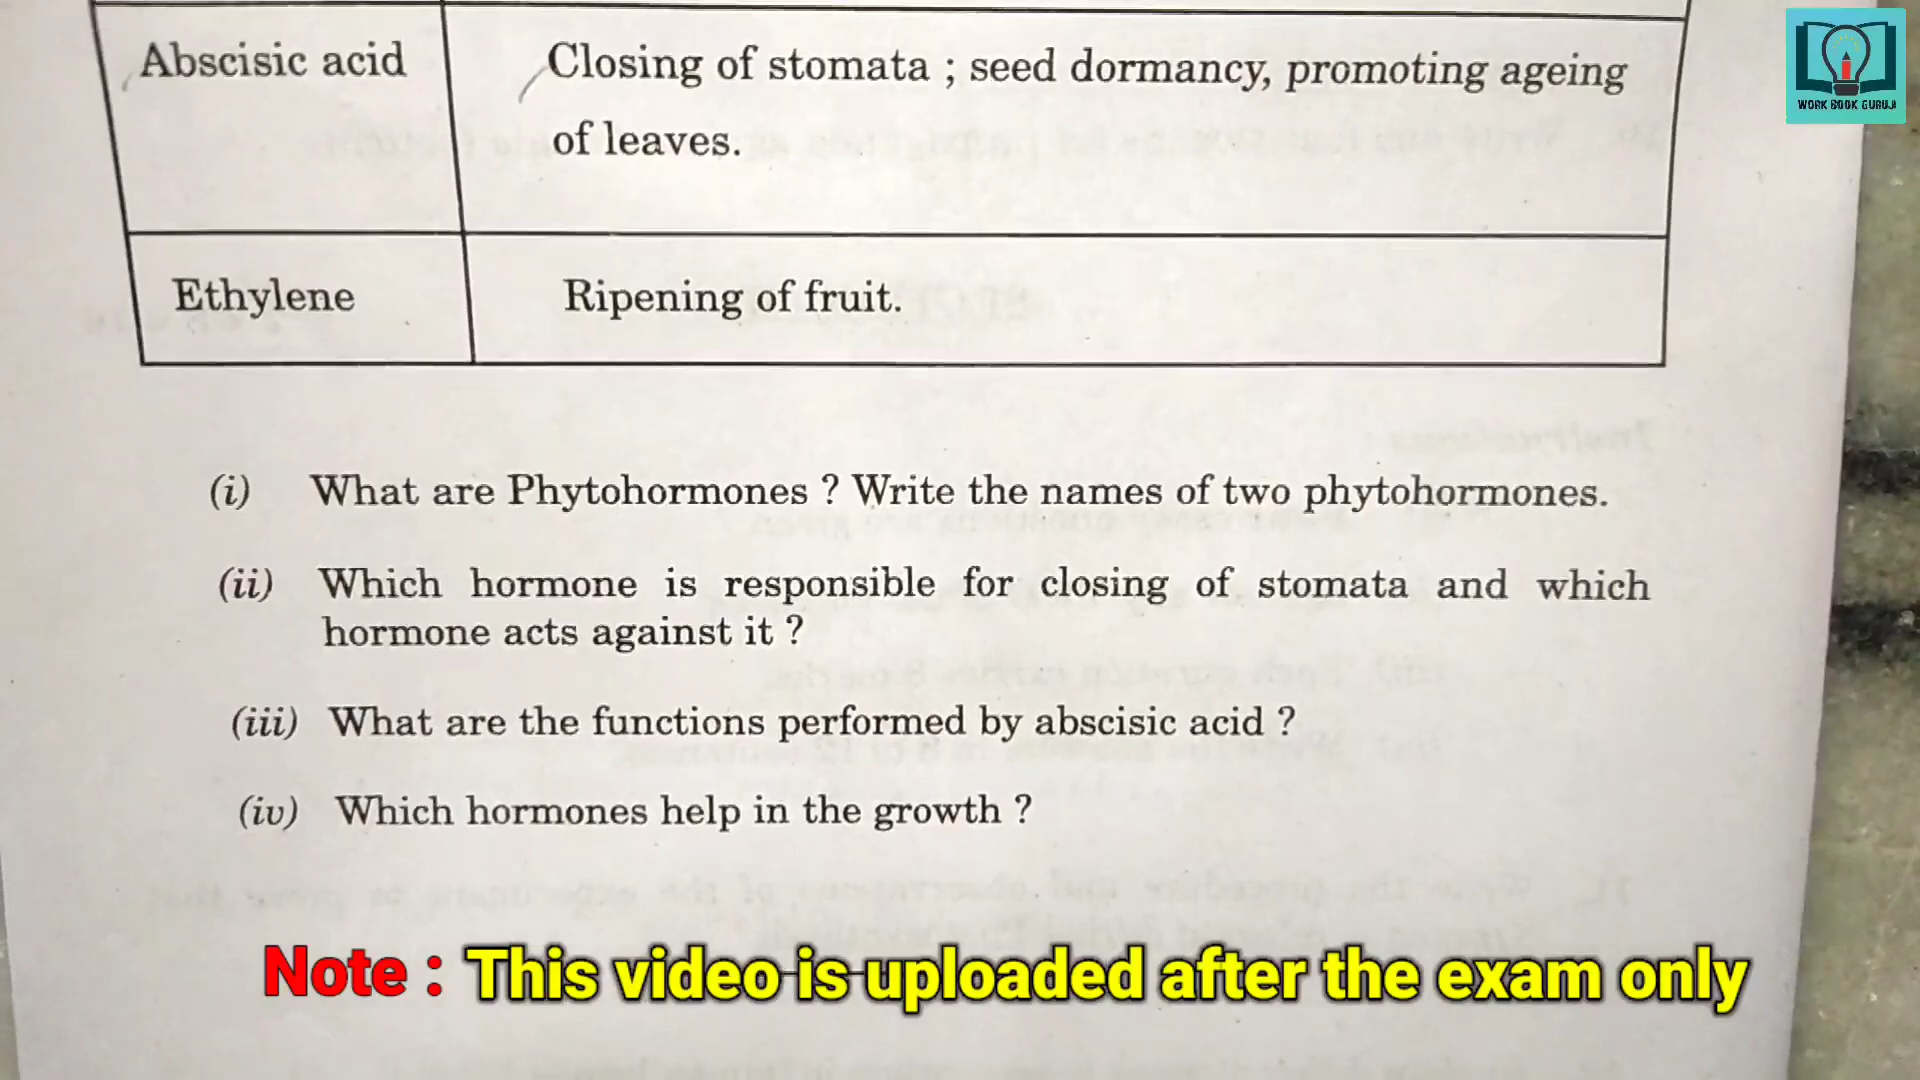 Abscisic acid
Closing of stomata ; seed dormancy, promoting ageing
of leaves.
WORK BOOK GURUJI
Ethylene
Ripening of fruit.
(i) What are Phytohormones ? Write the names of two phytohormones.
(ii) Which hormone is responsible for closing of stomata and which
hormone acts against it ?
(iii) What are the functions performed by abscisic acid ?
(iv) Which hormones help in the growth ?
Note : This video is uploaded after the exam only